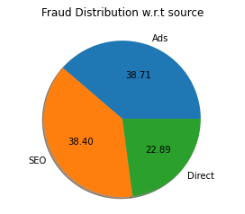 Fraud Distribution w.r.t source
Ads
38.71
38.40
22.89
SEO
Direct